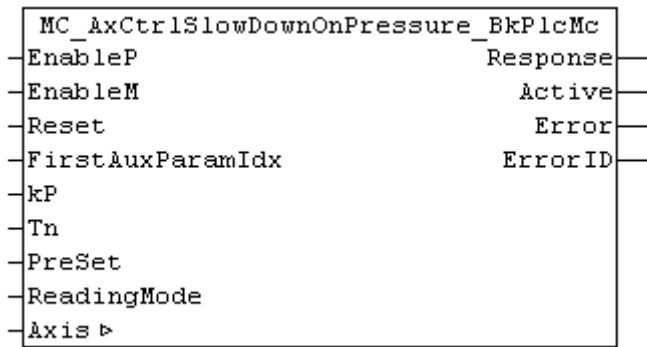 MC_AxCtrlSlowDownOnPressure_BkPlcMc
EnableP Response
EnableM Active
Reset Error
FirstAuxParamIdx ErrorID
kP
Tn
PreSet
ReadingMode
Axis ▷